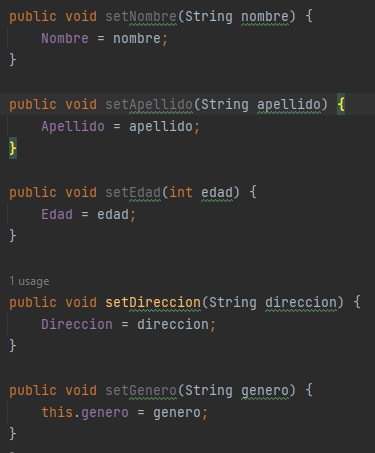 public void setNombre(String nombre) {
    Nombre = nombre;
}
public void setApellido(String apellido) {
    Apellido = apellido;
}
public void setEdad(int edad) {
    Edad = edad;
}
1 usage
public void setDireccion(String direccion) {
    Direccion = direccion;
}
public void setGenero(String genero) {
    this.genero = genero;
}